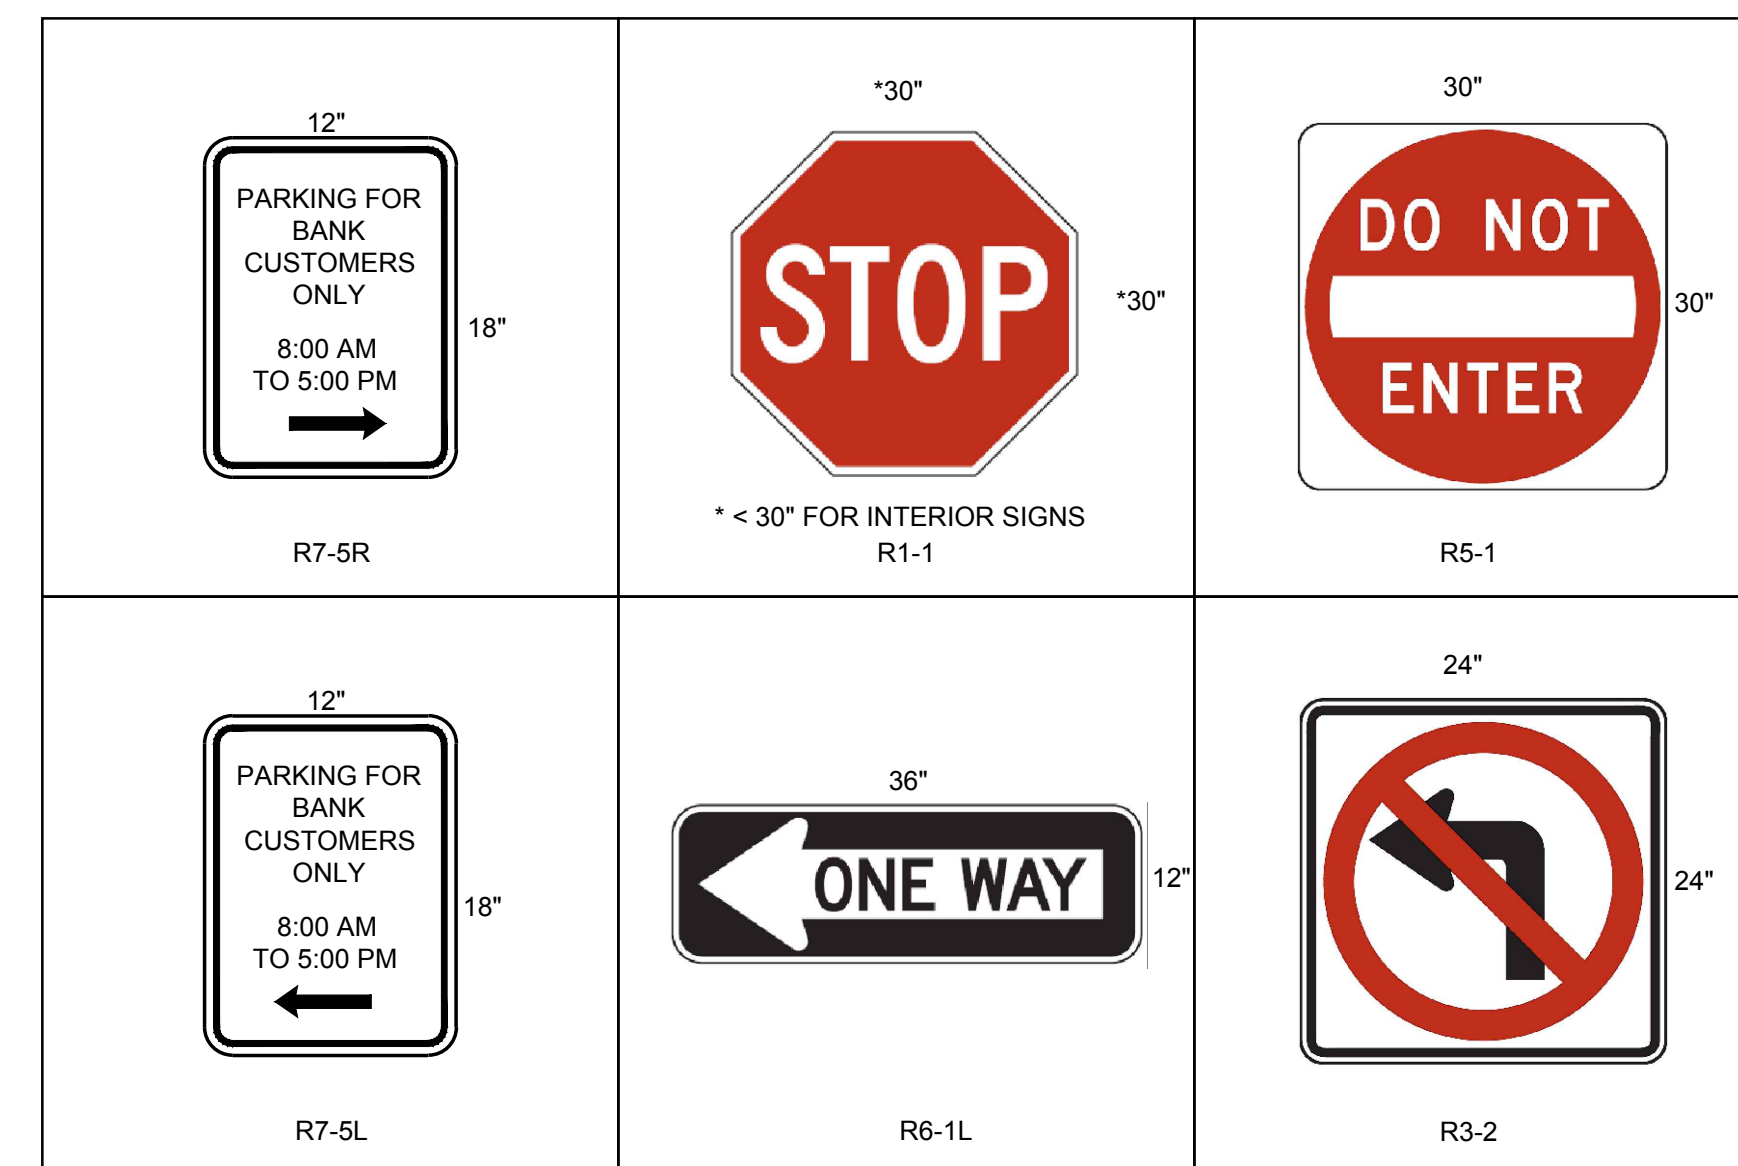 12"
PARKING FOR
BANK
CUSTOMERS
ONLY
8:00 AM
TO 5:00 PM
18"
R7-5R
*30"
STOP
*30"
* < 30" FOR INTERIOR SIGNS
R1-1
30"
DO NOT
ENTER
30"
R5-1
12"
PARKING FOR
BANK
CUSTOMERS
ONLY
8:00 AM
TO 5:00 PM
18"
R7-5L
36"
ONE WAY
12"
R6-1L
24"
24"
R3-2